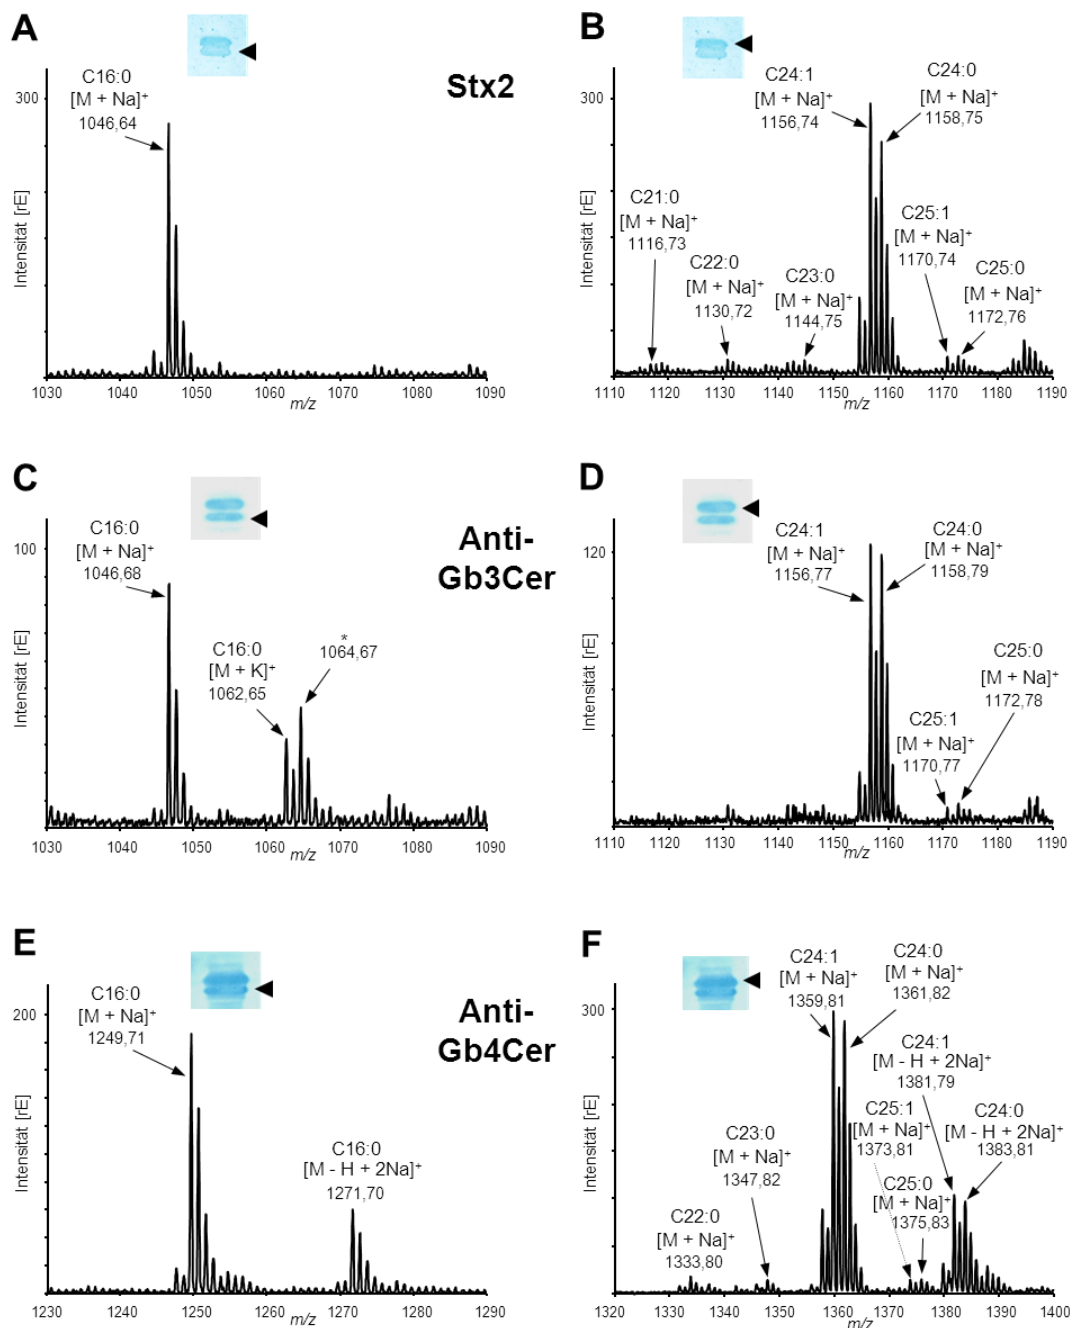 A
C16:0
[M + Na]⁺
1046,64
Stx2
300
Intensität [rE]
1030 1040 1050 1060 1070 1080 1090
m/z
B
C24:1
[M + Na]⁺
1156,74
C24:0
[M + Na]⁺
1158,75
300
C21:0
[M + Na]⁺
1116,73
C22:0
[M + Na]⁺
1130,72
C23:0
[M + Na]⁺
1144,75
C25:1
[M + Na]⁺
1170,74
C25:0
[M + Na]⁺
1172,76
Intensität [rE]
1110 1120 1130 1140 1150 1160 1170 1180 1190
m/z
C
C16:0
[M + Na]⁺
1046,68
Anti-
Gb3Cer
100
C16:0
[M + K]⁺
1062,65
*
1064,67
Intensität [rE]
1030 1040 1050 1060 1070 1080 1090
m/z
D
C24:1
[M + Na]⁺
1156,77
C24:0
[M + Na]⁺
1158,79
120
C25:1
[M + Na]⁺
1170,77
C25:0
[M + Na]⁺
1172,78
Intensität [rE]
1110 1120 1130 1140 1150 1160 1170 1180 1190
m/z
E
C16:0
[M + Na]⁺
1249,71
Anti-
Gb4Cer
200
C16:0
[M - H + 2Na]⁺
1271,70
Intensität [rE]
1230 1240 1250 1260 1270 1280 1290
m/z
F
C24:1
[M + Na]⁺
1359,81
C24:0
[M + Na]⁺
1361,82
300
C24:1
[M - H + 2Na]⁺
1381,79
C25:1
[M + Na]⁺
1373,81
C24:0
[M - H + 2Na]⁺
1383,81
C23:0
[M + Na]⁺
1347,82
C25:0
[M + Na]⁺
1375,83
C22:0
[M + Na]⁺
1333,80
Intensität [rE]
1320 1330 1340 1350 1360 1370 1380 1390 1400
m/z